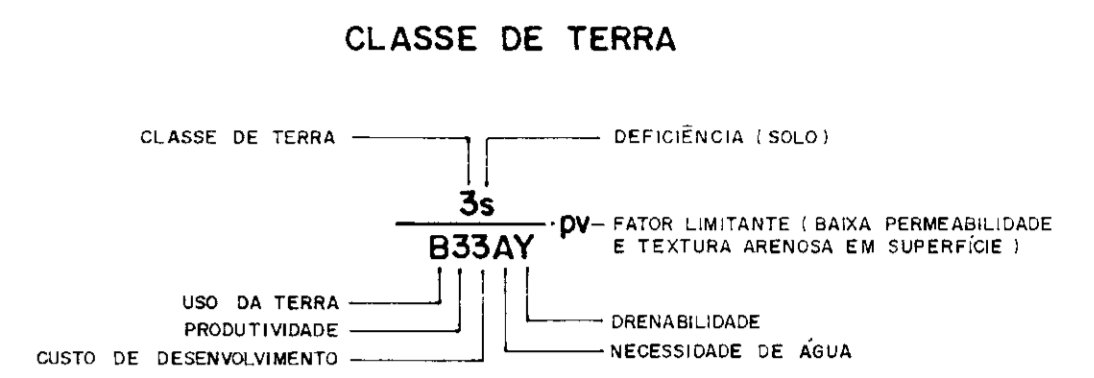 CLASSE DE TERRA
CLASSE DE TERRA
DEFICIÊNCIA (SOLO)
3s
B33AY
pv
FATOR LIMITANTE (BAIXA PERMEABILIDADE
E TEXTURA ARENOSA EM SUPERFÍCIE)
USO DA TERRA
PRODUTIVIDADE
CUSTO DE DESENVOLVIMENTO
DRENABILIDADE
NECESSIDADE DE ÁGUA